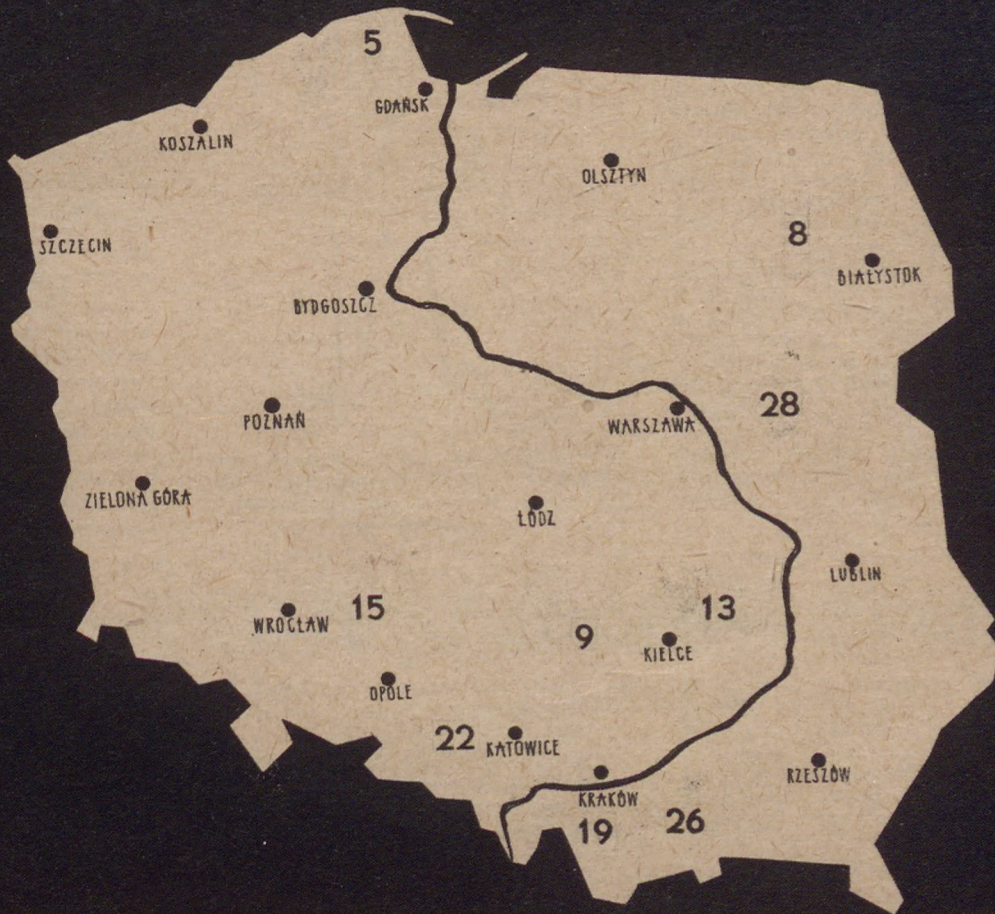 5
GDAŃSK
KOSZALIN
OLSZTYN
8
SZCZECIN
BIAŁYSTOK
BYDGOSZCZ
28
POZNAŃ
WARSZAWA
ZIELONA GÓRA
ŁÓDZ
LUBLIN
15
13
WROCŁAW
9
KIELCE
OPOLE
22
KATOWICE
RZESZÓW
KRAKÓW
19
26